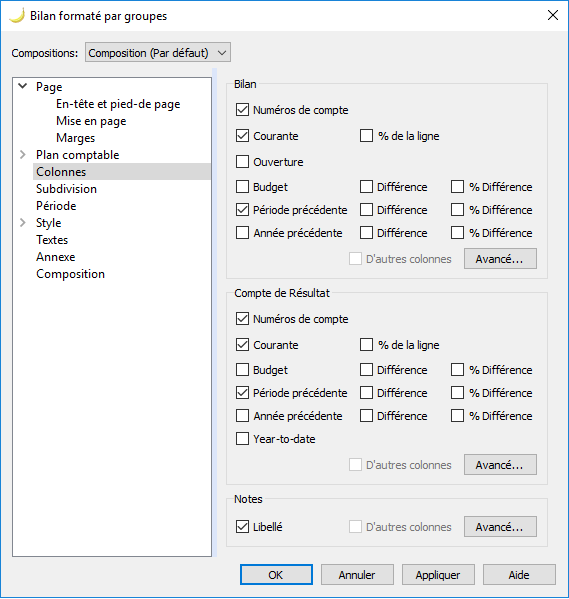 Bilan formaté par groupes
Compositions: Composition (Par défaut)
Page
En-tête et pied-de page
Mise en page
Marges
Plan comptable
Colonnes
Subdivision
Période
Style
Textes
Annexe
Composition
Bilan
Numéros de compte
Courante % de la ligne
Ouverture
Budget Différence % Différence
Période précédente Différence % Différence
Année précédente Différence % Différence
D'autres colonnes Avancé...
Compte de Résultat
Numéros de compte
Courante % de la ligne
Budget Différence % Différence
Période précédente Différence % Différence
Année précédente Différence % Différence
Year-to-date
D'autres colonnes Avancé...
Notes
Libellé D'autres colonnes Avancé...
OK Annuler Appliquer Aide